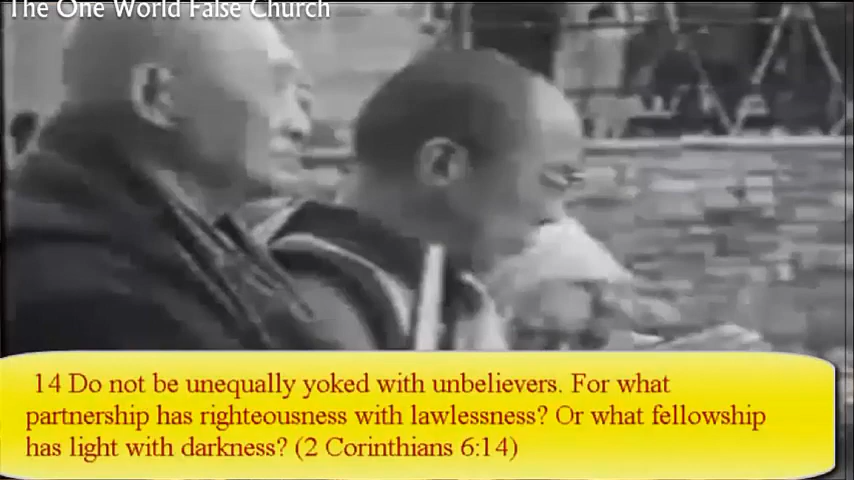 The One World False Church
14 Do not be unequally yoked with unbelievers. For what
partnership has righteousness with lawlessness? Or what fellowship
has light with darkness? (2 Corinthians 6:14)